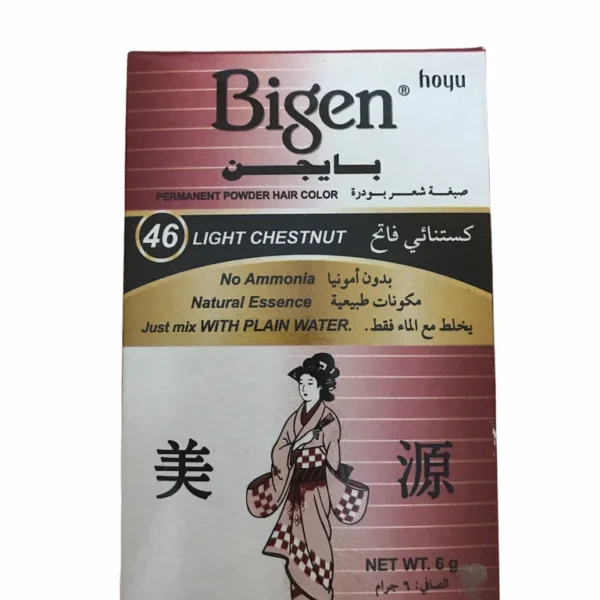 Bigen® hoyu
بايجن
PERMANENT POWDER HAIR COLOR صبغة شعر بودرة
46 LIGHT CHESTNUT كستنائي فاتح
No Ammonia بدون أمونيا
Natural Essence مكونات طبيعية
Just mix WITH PLAIN WATER. يخلط مع الماء فقط.
美 源
NET WT. 6 g
الصافي: ٦ جرام